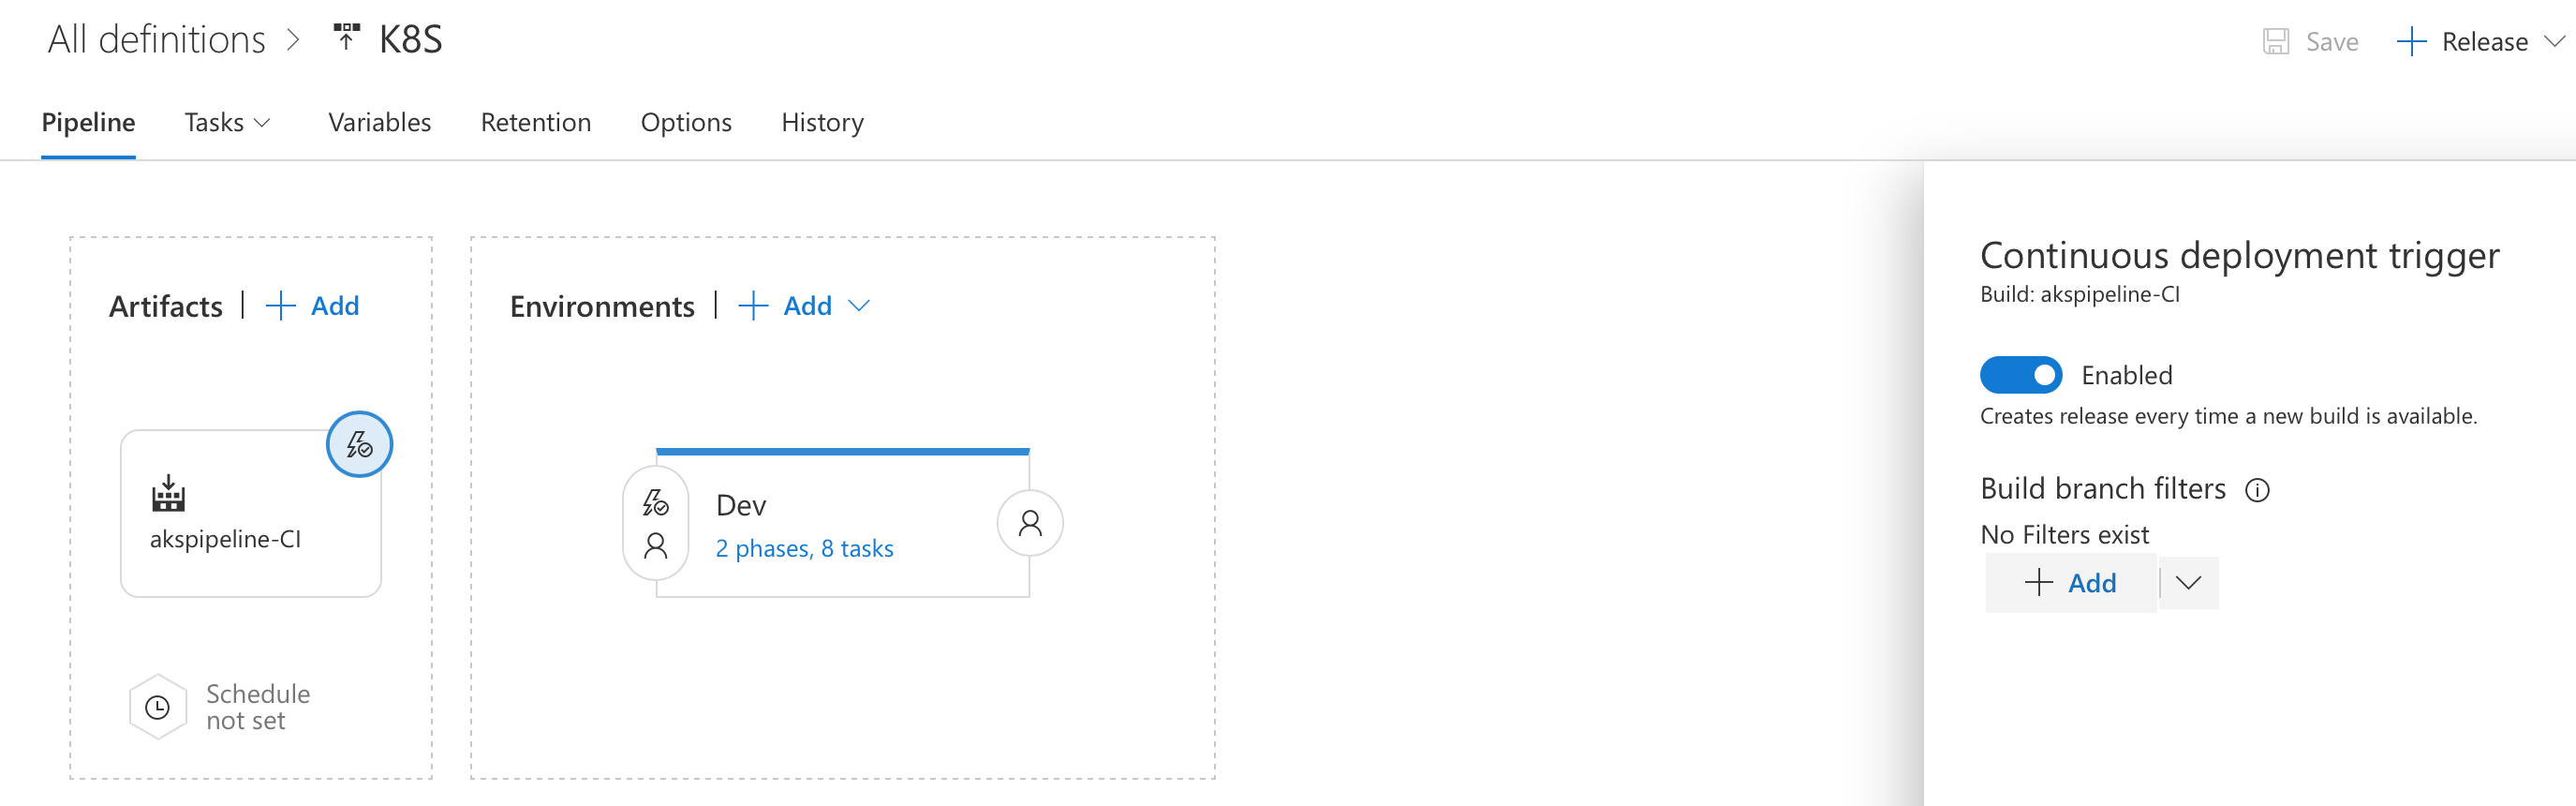 All definitions > K8S
Save + Release
Pipeline Tasks Variables Retention Options History
Artifacts | + Add
akspipeline-CI
Schedule
not set
Environments | + Add
Dev
2 phases, 8 tasks
Continuous deployment trigger
Build: akspipeline-CI
Enabled
Creates release every time a new build is available.
Build branch filters
No Filters exist
+ Add